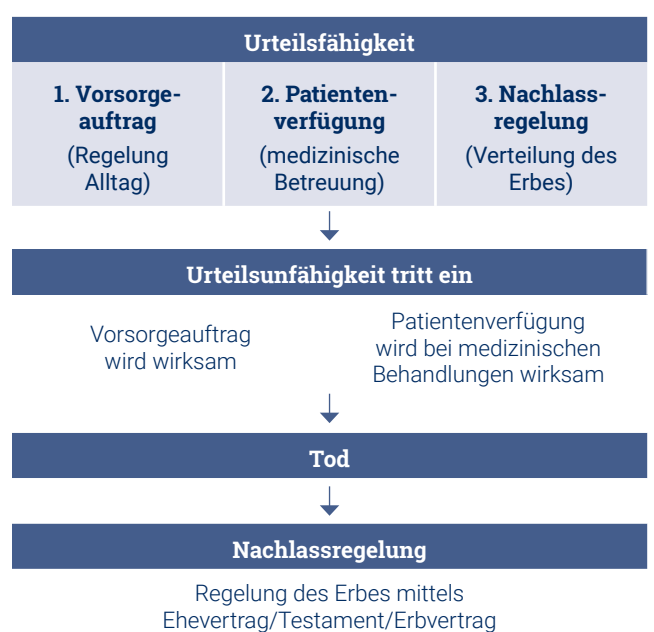 Urteilsfähigkeit
1. Vorsorge-
auftrag
(Regelung
Alltag)
2. Patienten-
verfügung
(medizinische
Betreuung)
3. Nachlass-
regelung
(Verteilung des
Erbes)
Urteilsunfähigkeit tritt ein
Vorsorgeauftrag
wird wirksam
Patientenverfügung
wird bei medizinischen
Behandlungen wirksam
Tod
Nachlassregelung
Regelung des Erbes mittels
Ehevertrag/Testament/Erbvertrag